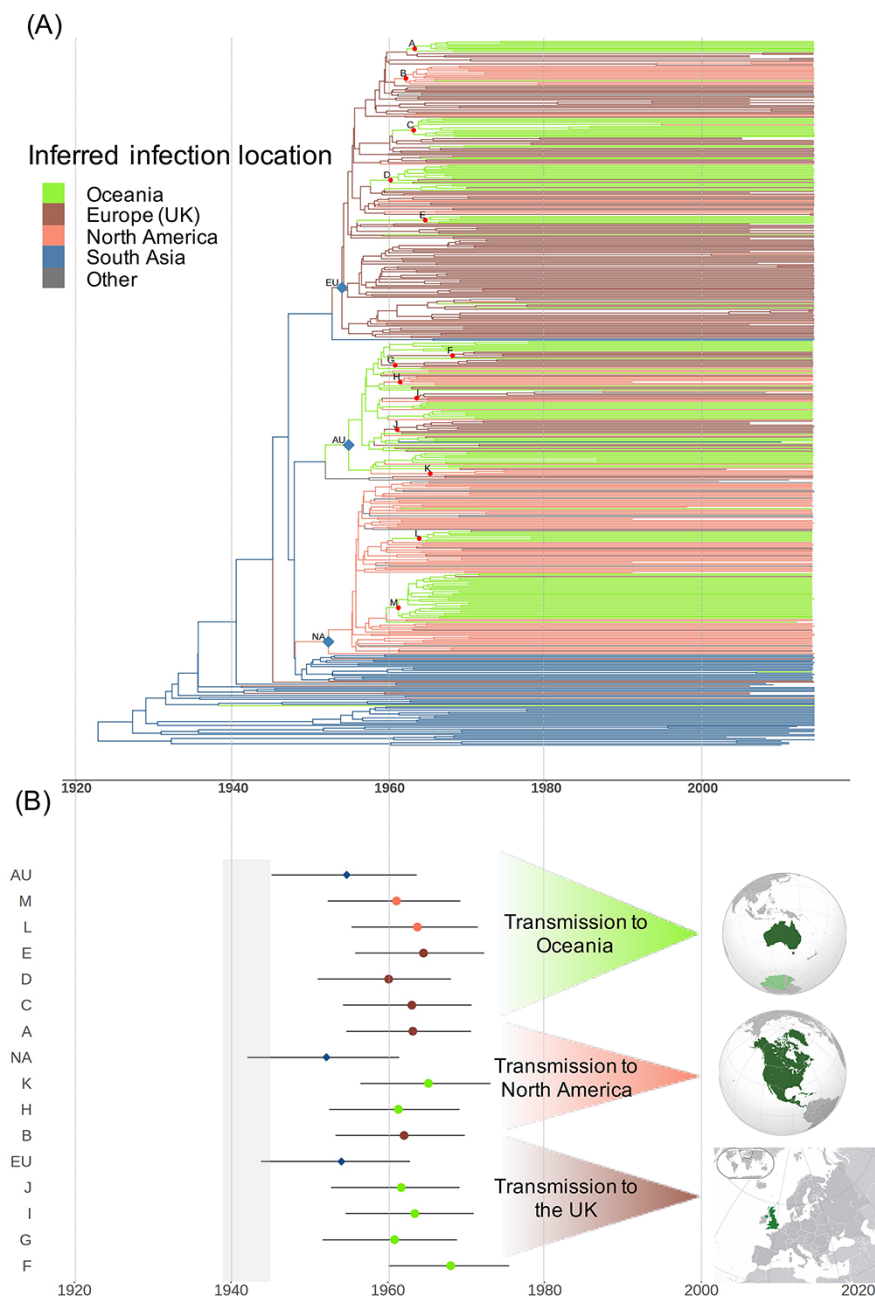 (A)
A
B
C
Inferred infection location
Oceania
Europe (UK)
North America
South Asia
Other
D
E
EU
F
G
H
I
J
AU
K
L
M
NA
1920 1940 1960 1980 2000
(B)
AU
M
L
E
D
C
A
NA
K
H
B
EU
J
I
G
F
Transmission to
Oceania
Transmission to
North America
Transmission to
the UK
1920 1940 1960 1980 2000 2020